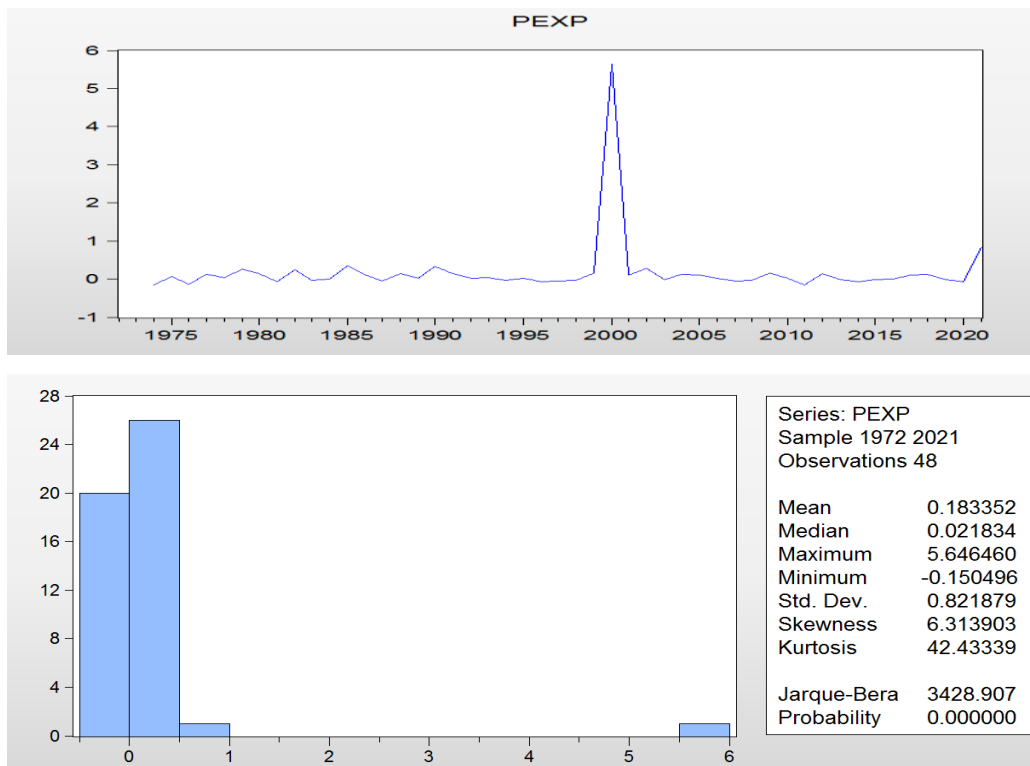 PEXP
6
5
4
3
2
1
0
-1
1975 1980 1985 1990 1995 2000 2005 2010 2015 2020
28
24
20
16
12
8
4
0
0 1 2 3 4 5 6
Series: PEXP
Sample 1972 2021
Observations 48
Mean 0.183352
Median 0.021834
Maximum 5.646460
Minimum -0.150496
Std. Dev. 0.821879
Skewness 6.313903
Kurtosis 42.43339
Jarque-Bera 3428.907
Probability 0.000000